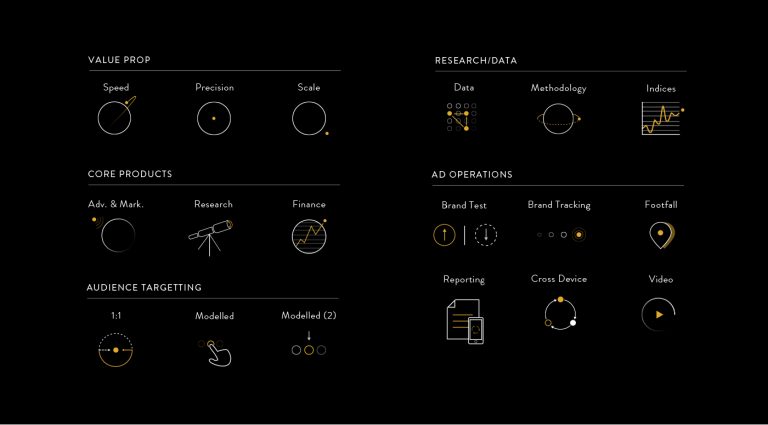 VALUE PROP
Speed Precision Scale
CORE PRODUCTS
Adv. & Mark. Research Finance
AUDIENCE TARGETTING
1:1 Modelled Modelled (2)
RESEARCH/DATA
Data Methodology Indices
AD OPERATIONS
Brand Test Brand Tracking Footfall
Reporting Cross Device Video